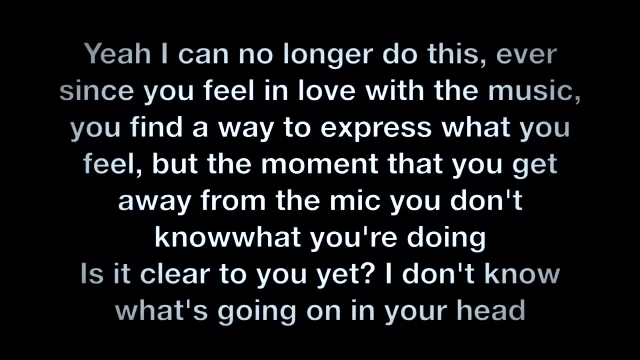 Yeah I can no longer do this, ever
since you feel in love with the music,
you find a way to express what you
feel, but the moment that you get
away from the mic you don't
knowwhat you're doing
Is it clear to you yet? I don't know
what's going on in your head